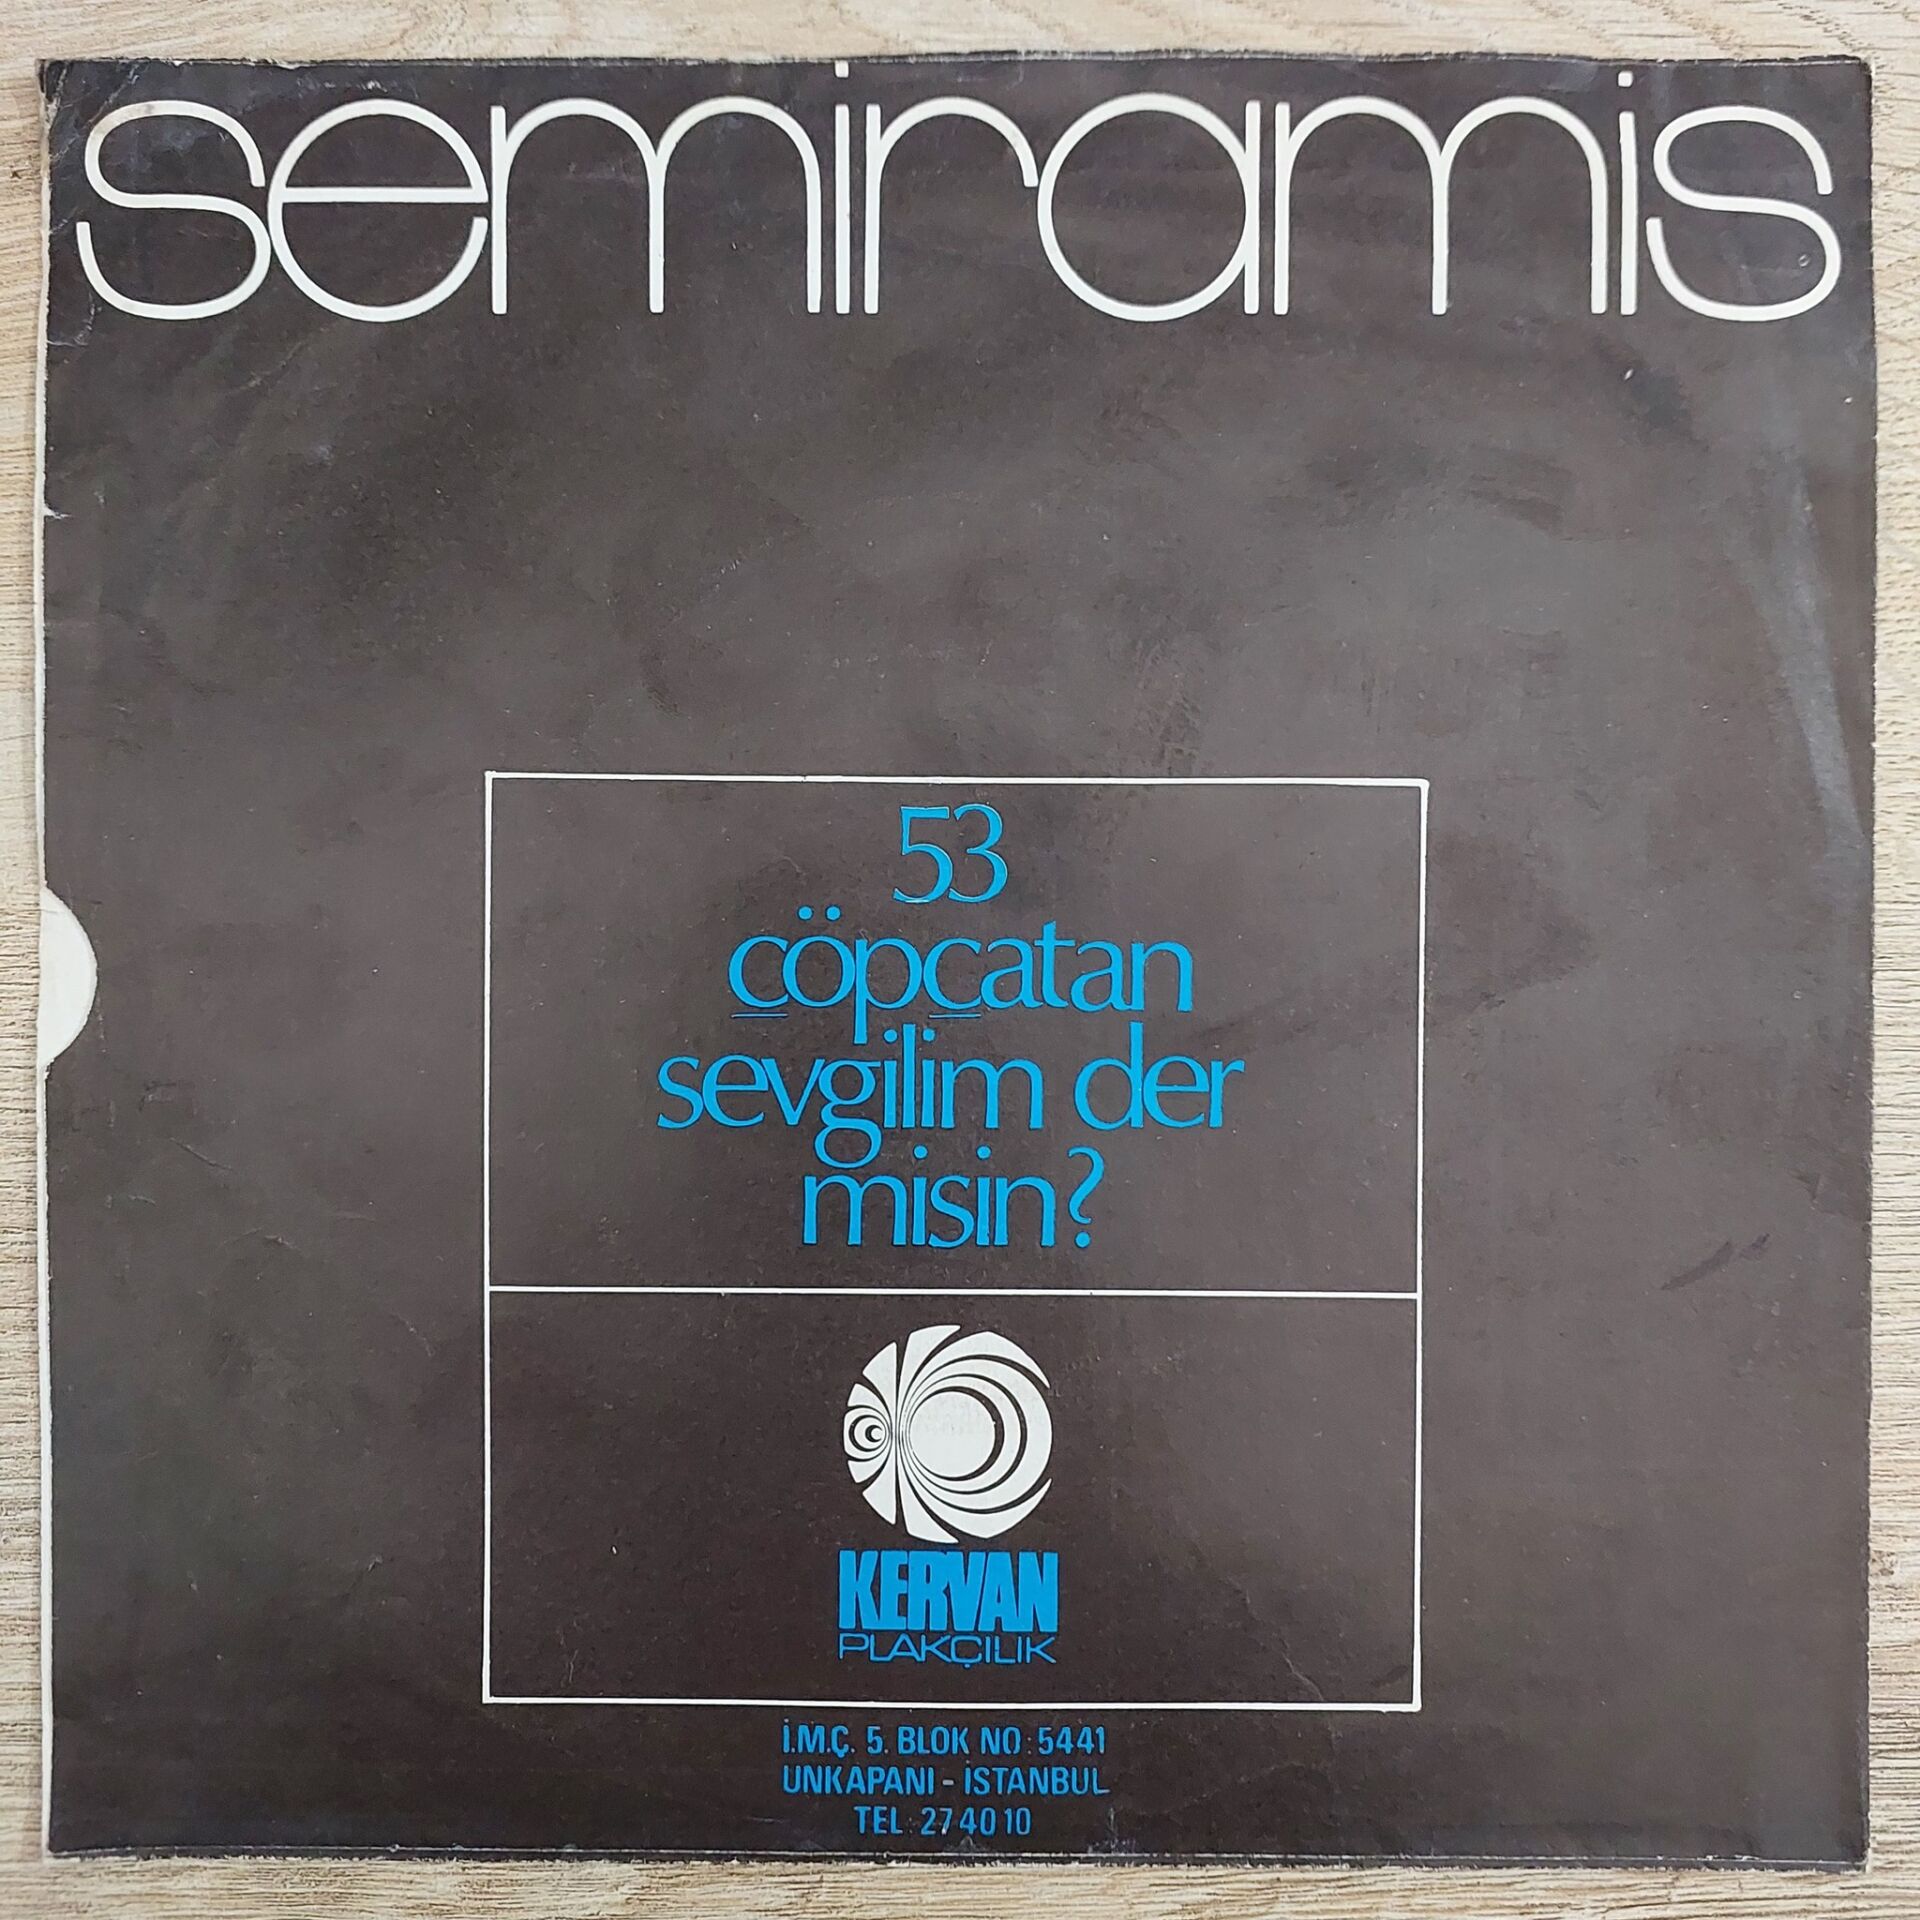 semiramis
53
çöpçatan
sevgilim der
misin?
KERVAN
PLAKÇILIK
İ.M.Ç. 5. BLOK NO: 5441
UNKAPANI - İSTANBUL
TEL: 27 40 10